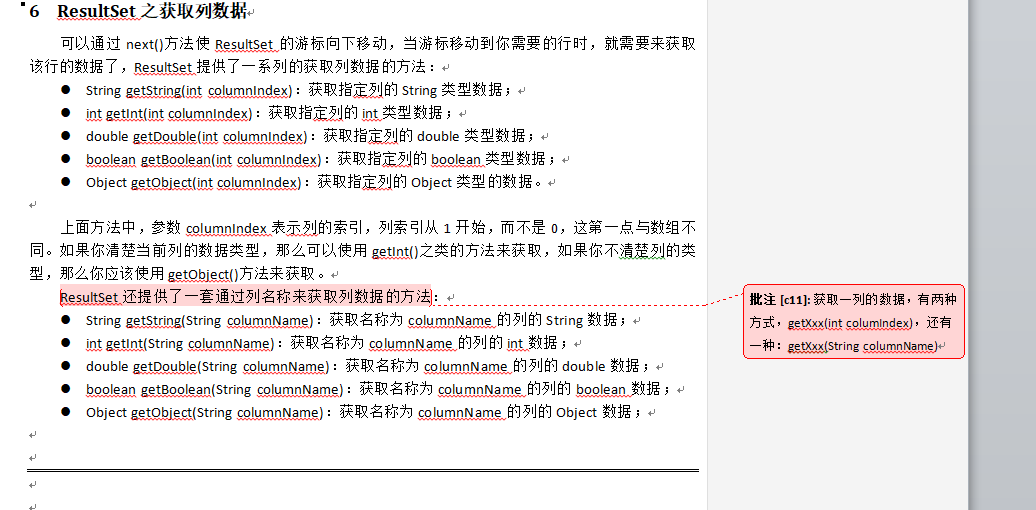 6 ResultSet 之获取列数据
可以通过 next()方法使 ResultSet 的游标向下移动，当游标移动到你需要的行时，就需要来获取
该行的数据了，ResultSet 提供了一系列的获取列数据的方法：
● String getString(int columnIndex)：获取指定列的 String 类型数据；
● int getInt(int columnIndex)：获取指定列的 int 类型数据；
● double getDouble(int columnIndex)：获取指定列的 double 类型数据；
● boolean getBoolean(int columnIndex)：获取指定列的 boolean 类型数据；
● Object getObject(int columnIndex)：获取指定列的 Object 类型的数据。
上面方法中，参数 columnIndex 表示列的索引，列索引从 1 开始，而不是 0，这第一点与数组不
同。如果你清楚当前列的数据类型，那么可以使用 getInt()之类的方法来获取，如果你不清楚列的类
型，那么你应该使用 getObject()方法来获取。
ResultSet 还提供了一套通过列名称来获取列数据的方法：
● String getString(String columnName)：获取名称为 columnName 的列的 String 数据；
● int getInt(String columnName)：获取名称为 columnName 的列的 int 数据；
● double getDouble(String columnName)：获取名称为 columnName 的列的 double 数据；
● boolean getBoolean(String columnName)：获取名称为 columnName 的列的 boolean 数据；
● Object getObject(String columnName)：获取名称为 columnName 的列的 Object 数据；
批注 [c11]: 获取一列的数据，有两种
方式，getXxx(int columIndex)，还有
一种：getXxx(String columnName)